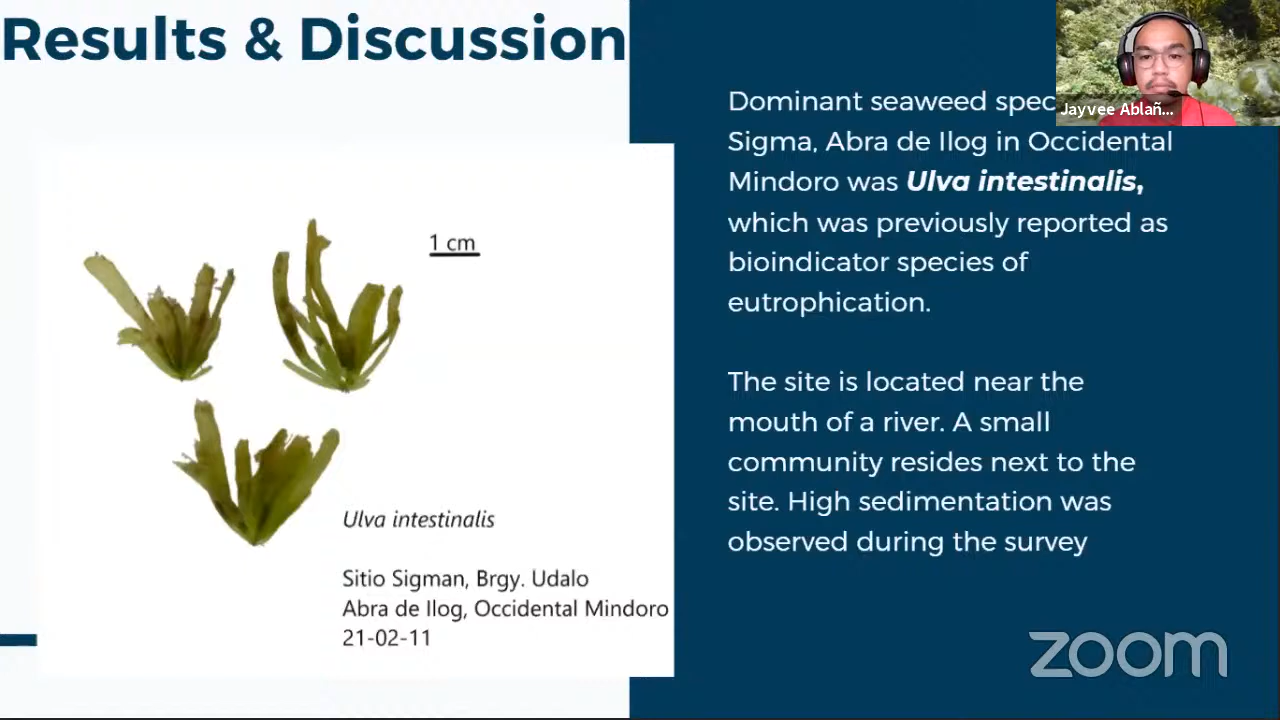 Results & Discussion
Jayvee Ablañ...
Dominant seaweed spec
Sigma, Abra de Ilog in Occidental
Mindoro was Ulva intestinalis,
which was previously reported as
bioindicator species of
eutrophication.
The site is located near the
mouth of a river. A small
community resides next to the
site. High sedimentation was
observed during the survey
1 cm
Ulva intestinalis
Sitio Sigman, Brgy. Udalo
Abra de Ilog, Occidental Mindoro
21-02-11
zoom